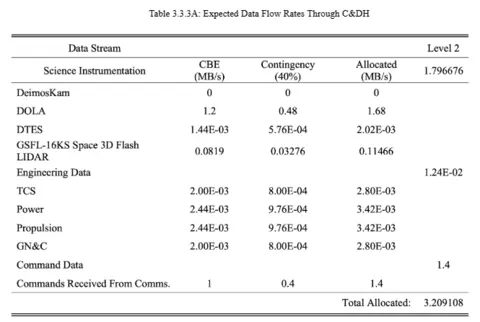 Table 3.3.3A: Expected Data Flow Rates Through C&DH
Data Stream Level 2
Science Instrumentation CBE (MB/s) Contingency (40%) Allocated (MB/s) 1.796676
DeimosKam 0 0 0
DOLA 1.2 0.48 1.68
DTES 1.44E-03 5.76E-04 2.02E-03
GSFL-16KS Space 3D Flash
LIDAR 0.0819 0.03276 0.11466
Engineering Data 1.24E-02
TCS 2.00E-03 8.00E-04 2.80E-03
Power 2.44E-03 9.76E-04 3.42E-03
Propulsion 2.44E-03 9.76E-04 3.42E-03
GN&C 2.00E-03 8.00E-04 2.80E-03
Command Data 1.4
Commands Received From Comms. 1 0.4 1.4
Total Allocated: 3.209108